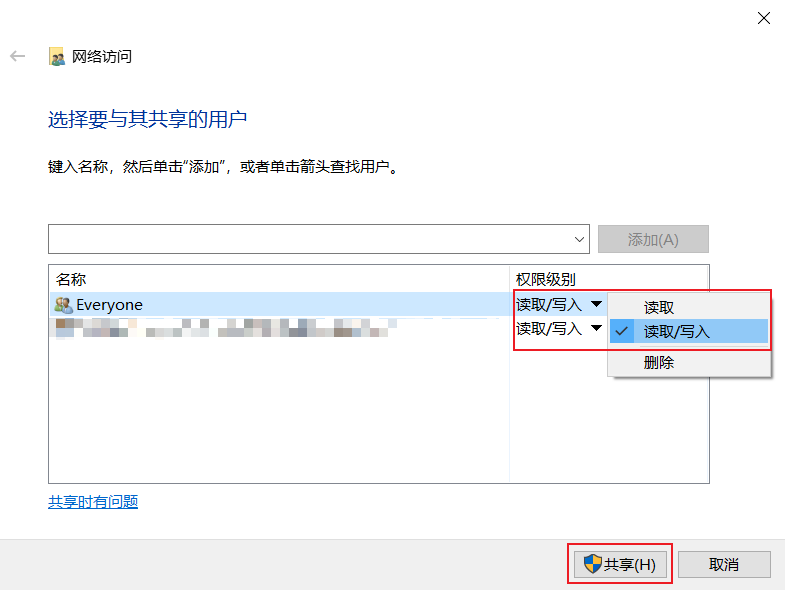 网络访问
选择要与其共享的用户
键入名称，然后单击“添加”，或者单击箭头查找用户。
添加(A)
名称 权限级别
Everyone 读取/写入 读取
读取/写入 读取/写入
删除
共享时有问题
共享(H) 取消